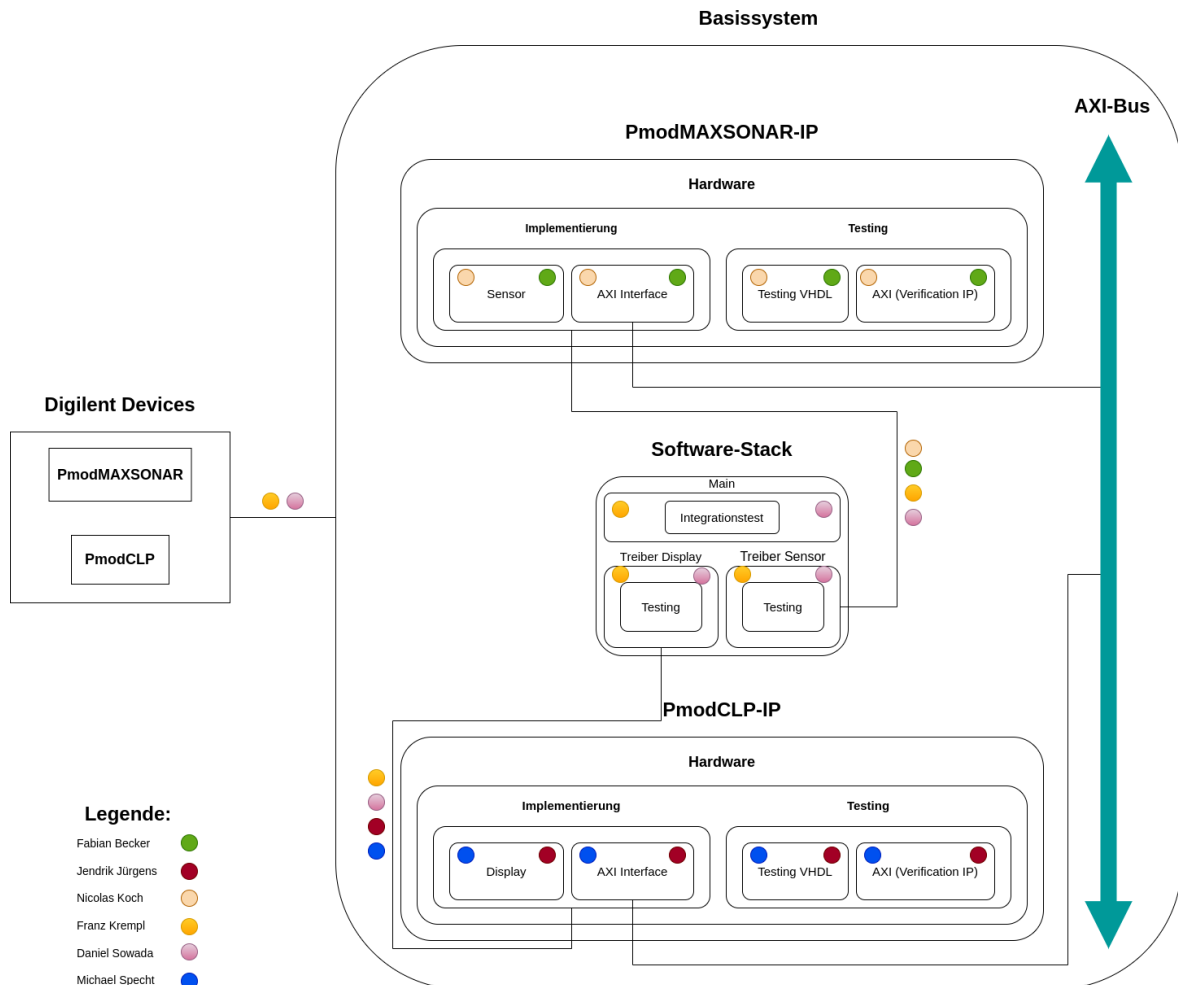 Basissystem
AXI-Bus
PmodMAXSONAR-IP
Hardware
Implementierung
Testing
Sensor
AXI Interface
Testing VHDL
AXI (Verification IP)
Digilent Devices
PmodMAXSONAR
PmodCLP
Software-Stack
Main
Integrationstest
Treiber Display
Treiber Sensor
Testing
Testing
PmodCLP-IP
Hardware
Implementierung
Testing
Display
AXI Interface
Testing VHDL
AXI (Verification IP)
Legende:
Fabian Becker
Jendrik Jürgens
Nicolas Koch
Franz Krempl
Daniel Sowada
Michael Specht